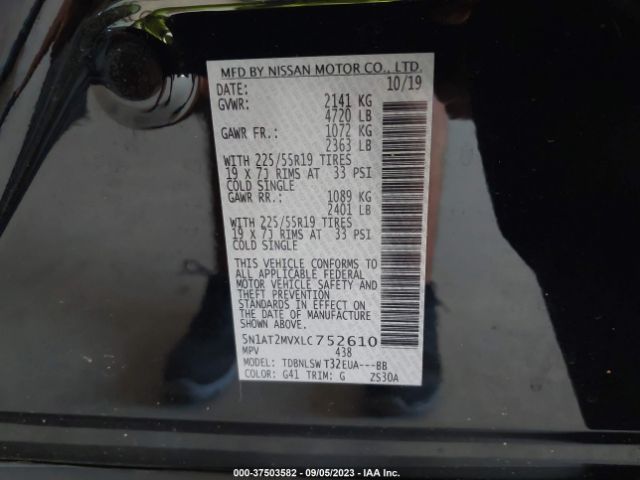 MFD BY NISSAN MOTOR CO., LTD.
DATE: 10/19
GVWR: 2141 KG
4720 LB
GAWR FR.: 1072 KG
2363 LB
WITH 225/55R19 TIRES
19 X 7J RIMS AT 33 PSI
COLD SINGLE
GAWR RR.: 1089 KG
2401 LB
WITH 225/55R19 TIRES
19 X 7J RIMS AT 33 PSI
COLD SINGLE
THIS VEHICLE CONFORMS TO
ALL APPLICABLE FEDERAL
MOTOR VEHICLE SAFETY AND
THEFT PREVENTION
STANDARDS IN EFFECT ON
THE DATE OF MANUFACTURE
SHOWN ABOVE.
5N1AT2MVXLC752610
MPV 438
MODEL: TDBNLSW T32EUA---BB
COLOR: G41 TRIM: G ZS30A
000-37503582 - 09/05/2023 - IAA Inc.